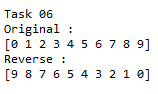 Task 06
Original :
[0 1 2 3 4 5 6 7 8 9]
Reverse :
[9 8 7 6 5 4 3 2 1 0]